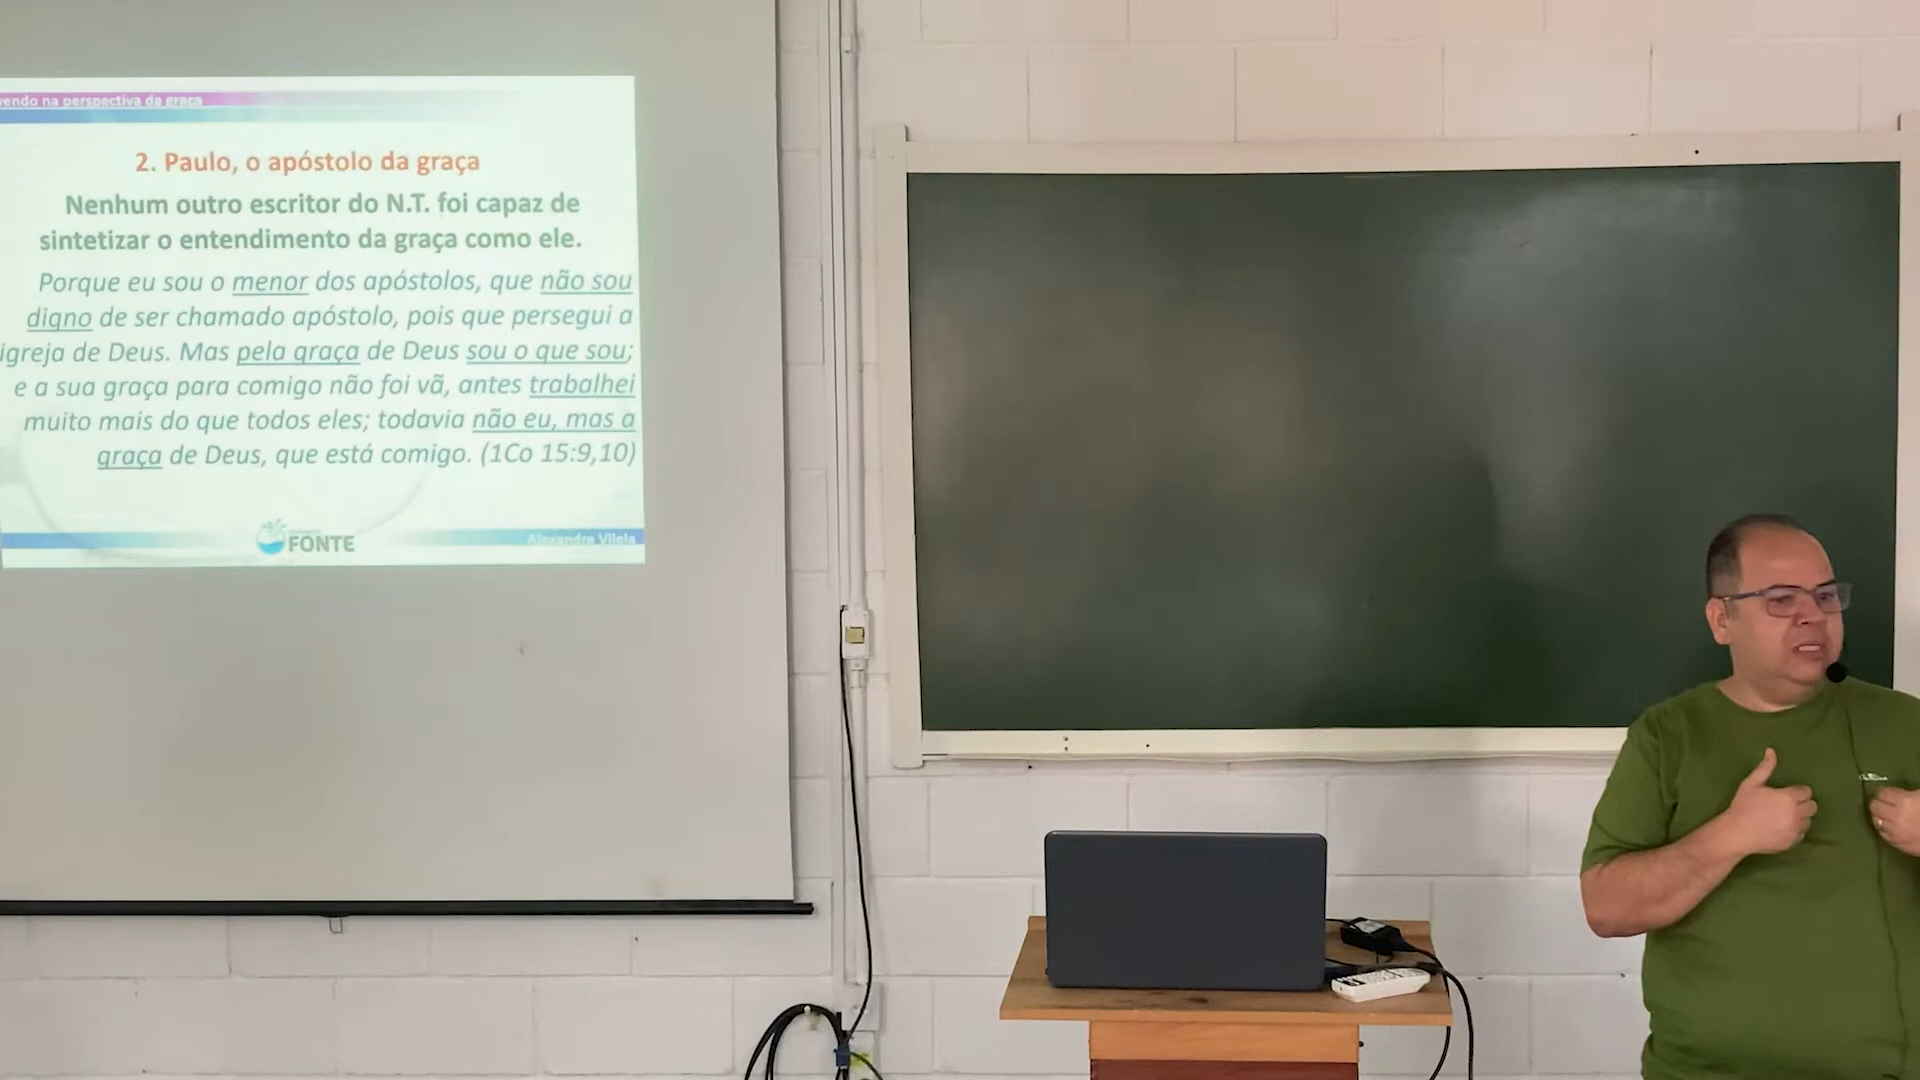 endo na perspectiva da graça
2. Paulo, o apóstolo da graça
Nenhum outro escritor do N.T. foi capaz de
sintetizar o entendimento da graça como ele.
Porque eu sou o menor dos apóstolos, que não sou
digno de ser chamado apóstolo, pois que persegui a
igreja de Deus. Mas pela graça de Deus sou o que sou;
e a sua graça para comigo não foi vã, antes trabalhei
muito mais do que todos eles; todavia não eu, mas a
graça de Deus, que está comigo. (1Co 15:9,10)
FONTE
Alexandre Vilela